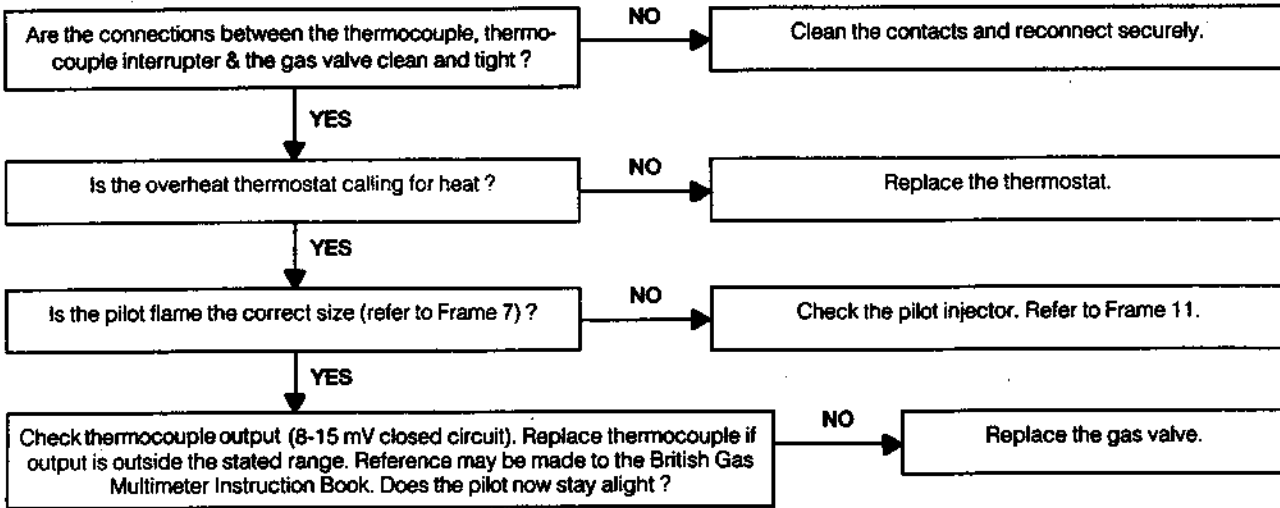 Are the connections between the thermocouple, thermo-
couple interrupter & the gas valve clean and tight ?
NO
Clean the contacts and reconnect securely.
YES
Is the overheat thermostat calling for heat ?
NO
Replace the thermostat.
YES
Is the pilot flame the correct size (refer to Frame 7) ?
NO
Check the pilot injector. Refer to Frame 11.
YES
Check thermocouple output (8-15 mV closed circuit). Replace thermocouple if
output is outside the stated range. Reference may be made to the British Gas
Multimeter Instruction Book. Does the pilot now stay alight ?
NO
Replace the gas valve.